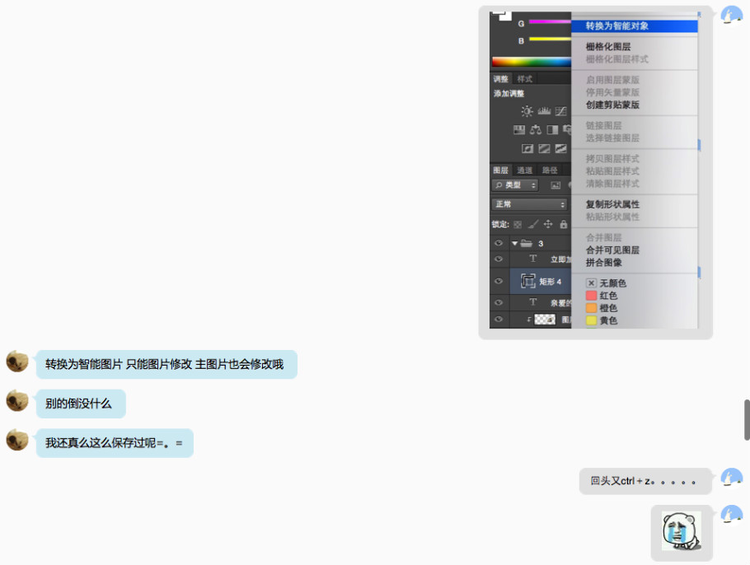 转换为智能对象
G
栅格化图层
B
栅格化图层样式
调整 样式
启用图层蒙版
添加调整
停用矢量蒙版
创建剪贴蒙版
链接图层
选择链接图层
拷贝图层样式
图层 通道 路径
粘贴图层样式
类型
清除图层样式
正常
复制形状属性
锁定:
粘贴形状属性
3
合并图层
合并可见图层
T 立即加
拼合图像
矩形 4
无颜色
红色
T 亲爱的
橙色
黄色
转换为智能图片 只能图片修改 主图片也会修改哦
别的倒没什么
我还真么这么保存过呢=。=
回头又ctrl+z。。。。。